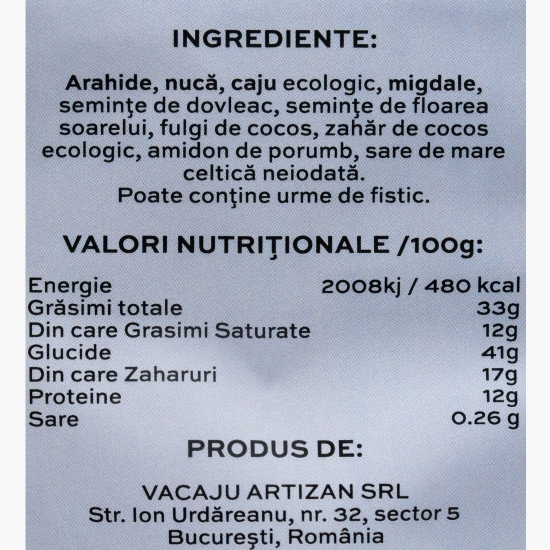 INGREDIENTE:
Arahide, nucă, caju ecologic, migdale,
seminţe de dovleac, seminţe de floarea
soarelui, fulgi de cocos, zahăr de cocos
ecologic, amidon de porumb, sare de mare
celtică neiodată.
Poate conţine urme de fistic.
VALORI NUTRIŢIONALE /100g:
Energie 2008kj / 480 kcal
Grăsimi totale 33g
Din care Grasimi Saturate 12g
Glucide 41g
Din care Zaharuri 17g
Proteine 12g
Sare 0.26 g
PRODUS DE:
VACAJU ARTIZAN SRL
Str. Ion Urdăreanu, nr. 32, sector 5
Bucureşti, România